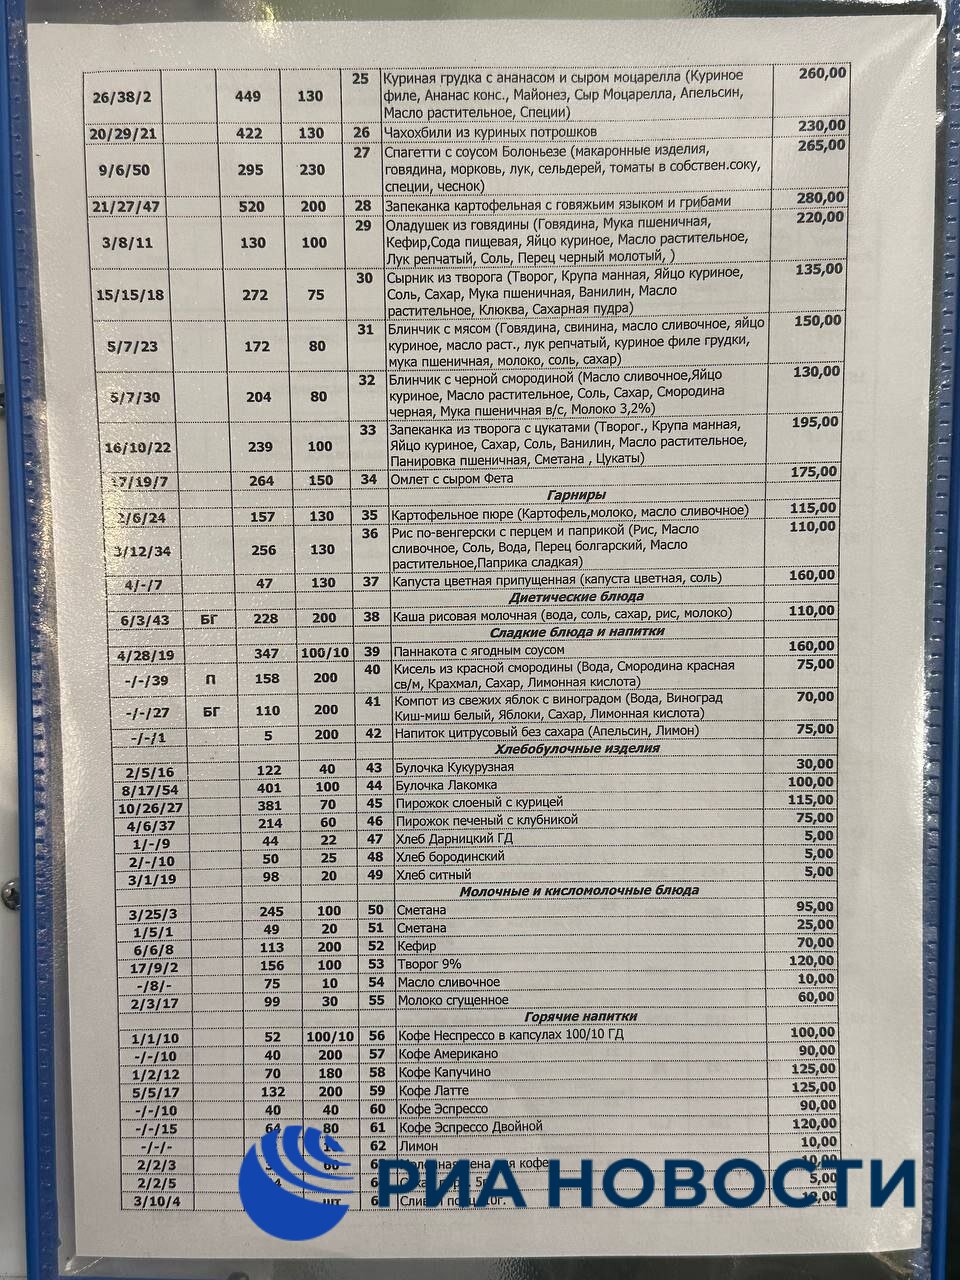 26/38/2 449 130 25 Куриная грудка с ананасом и сыром моцарелла (Куриное 260,00
филе, Ананас конс., Майонез, Сыр Моцарелла, Апельсин,
Масло растительное, Специи)
20/29/21 422 130 26 Чахохбили из куриных потрошков 230,00
9/6/50 295 230 27 Спагетти с соусом Болоньезе (макаронные изделия, 265,00
говядина, морковь, лук, сельдерей, томаты в собствен.соку,
специи, чеснок)
21/27/47 520 200 28 Запеканка картофельная с говяжьим языком и грибами 280,00
3/8/11 130 100 29 Оладушек из говядины (Говядина, Мука пшеничная, 220,00
Кефир,Сода пищевая, Яйцо куриное, Масло растительное,
Лук репчатый, Соль, Перец черный молотый, )
15/15/18 272 75 30 Сырник из творога (Творог, Крупа манная, Яйцо куриное, 135,00
Соль, Сахар, Мука пшеничная, Ванилин, Масло
растительное, Клюква, Сахарная пудра)
5/7/23 172 80 31 Блинчик с мясом (Говядина, свинина, масло сливочное, яйцо 150,00
куриное, масло раст., лук репчатый, куриное филе грудки,
мука пшеничная, молоко, соль, сахар)
5/7/30 204 80 32 Блинчик с черной смородиной (Масло сливочное,Яйцо 130,00
куриное, Масло растительное, Соль, Сахар, Смородина
черная, Мука пшеничная в/с, Молоко 3,2%)
16/10/22 239 100 33 Запеканка из творога с цукатами (Творог., Крупа манная, 195,00
Яйцо куриное, Сахар, Соль, Ванилин, Масло растительное,
Панировка пшеничная, Сметана , Цукаты)
17/19/7 264 150 34 Омлет с сыром Фета 175,00
Гарниры
2/6/24 157 130 35 Картофельное пюре (Картофель,молоко, масло сливочное) 115,00
3/12/34 256 130 36 Рис по-венгерски с перцем и паприкой (Рис, Масло 110,00
сливочное, Соль, Вода, Перец болгарский, Масло
растительное,Паприка сладкая)
4/-/7 47 130 37 Капуста цветная припущенная (капуста цветная, соль) 160,00
Диетические блюда
6/3/43 БГ 228 200 38 Каша рисовая молочная (вода, соль, сахар, рис, молоко) 110,00
Сладкие блюда и напитки
4/28/19 347 100/10 39 Паннакота с ягодным соусом 160,00
-/-/39 П 158 200 40 Кисель из красной смородины (Вода, Смородина красная 75,00
св/м, Крахмал, Сахар, Лимонная кислота)
-/-/27 БГ 110 200 41 Компот из свежих яблок с виноградом (Вода, Виноград 70,00
Киш-миш белый, Яблоки, Сахар, Лимонная кислота)
-/-/1 5 200 42 Напиток цитрусовый без сахара (Апельсин, Лимон) 75,00
Хлебобулочные изделия
2/5/16 122 40 43 Булочка Кукурузная 30,00
8/17/54 401 100 44 Булочка Лакомка 100,00
10/26/27 381 70 45 Пирожок слоеный с курицей 115,00
4/6/37 214 60 46 Пирожок печеный с клубникой 75,00
1/-/9 44 22 47 Хлеб Дарницкий ГД 5,00
2/-/10 50 25 48 Хлеб бородинский 5,00
3/1/19 98 20 49 Хлеб ситный 5,00
Молочные и кисломолочные блюда
3/25/3 245 100 50 Сметана 95,00
1/5/1 49 20 51 Сметана 25,00
6/6/8 113 200 52 Кефир 70,00
17/9/2 156 100 53 Творог 9% 120,00
-/8/- 75 10 54 Масло сливочное 10,00
2/3/17 99 30 55 Молоко сгущенное 60,00
Горячие напитки
1/1/10 52 100/10 56 Кофе Неспрессо в капсулах 100/10 ГД 100,00
-/-/10 40 200 57 Кофе Американо 90,00
1/2/12 70 180 58 Кофе Капучино 125,00
5/5/17 132 200 59 Кофе Латте 125,00
-/-/10 40 40 60 Кофе Эспрессо 90,00
-/-/15 64 80 61 Кофе Эспрессо Двойной 120,00
-/-/- 62 Лимон 10,00
2/2/3 60 кофе 10,00
2/2/5 5,00
3/10/4 шт
РИА НОВОСТИ